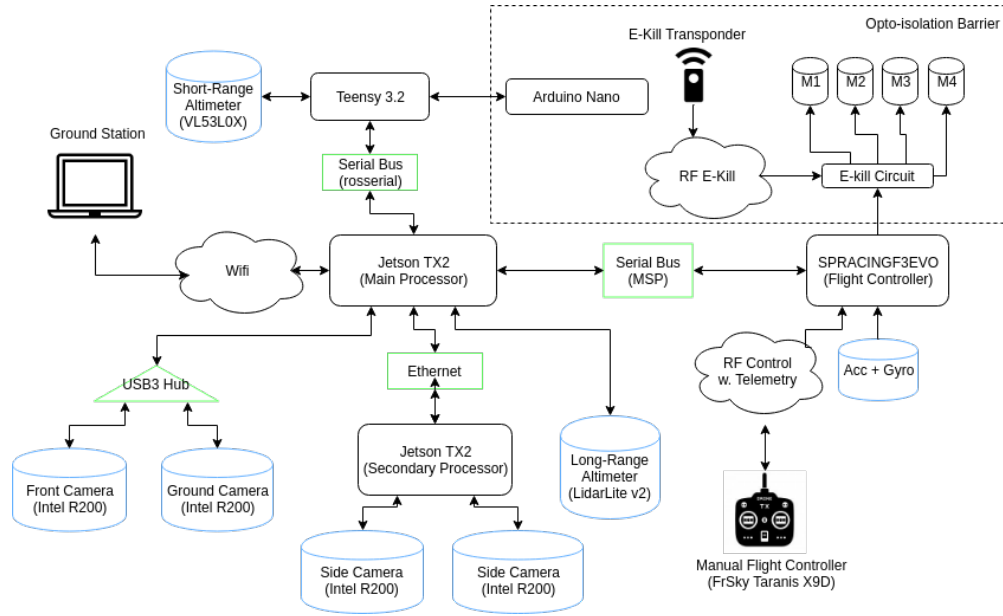 Opto-isolation Barrier
E-Kill Transponder
M1
M2
M3
M4
Short-Range
Altimeter
(VL53L0X)
Teensy 3.2
Arduino Nano
Ground Station
Serial Bus
(rosserial)
RF E-Kill
E-kill Circuit
Wifi
Jetson TX2
(Main Processor)
Serial Bus
(MSP)
SPRACINGF3EVO
(Flight Controller)
USB3 Hub
Ethernet
RF Control
w. Telemetry
Acc + Gyro
Jetson TX2
(Secondary Processor)
Long-Range
Altimeter
(LidarLite v2)
Front Camera
(Intel R200)
Ground Camera
(Intel R200)
DRONE
TX
Side Camera
(Intel R200)
Side Camera
(Intel R200)
Manual Flight Controller
(FrSky Taranis X9D)